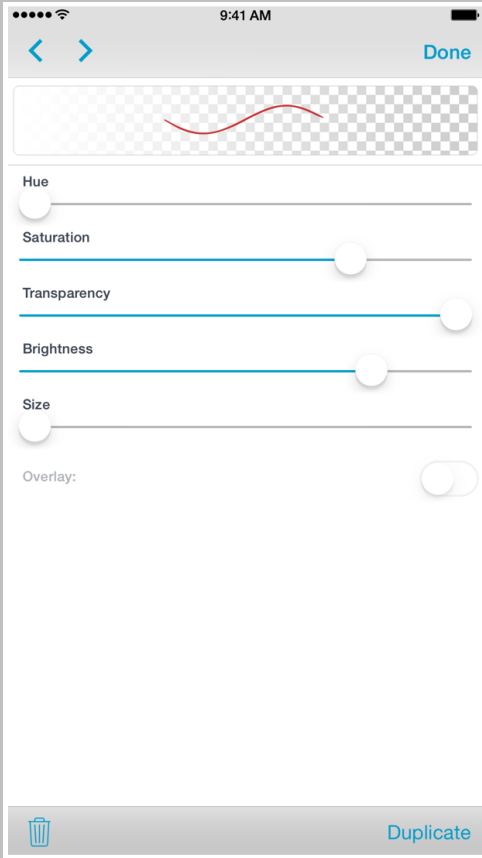 9:41 AM
Done
Hue
Saturation
Transparency
Brightness
Size
Overlay:
Duplicate